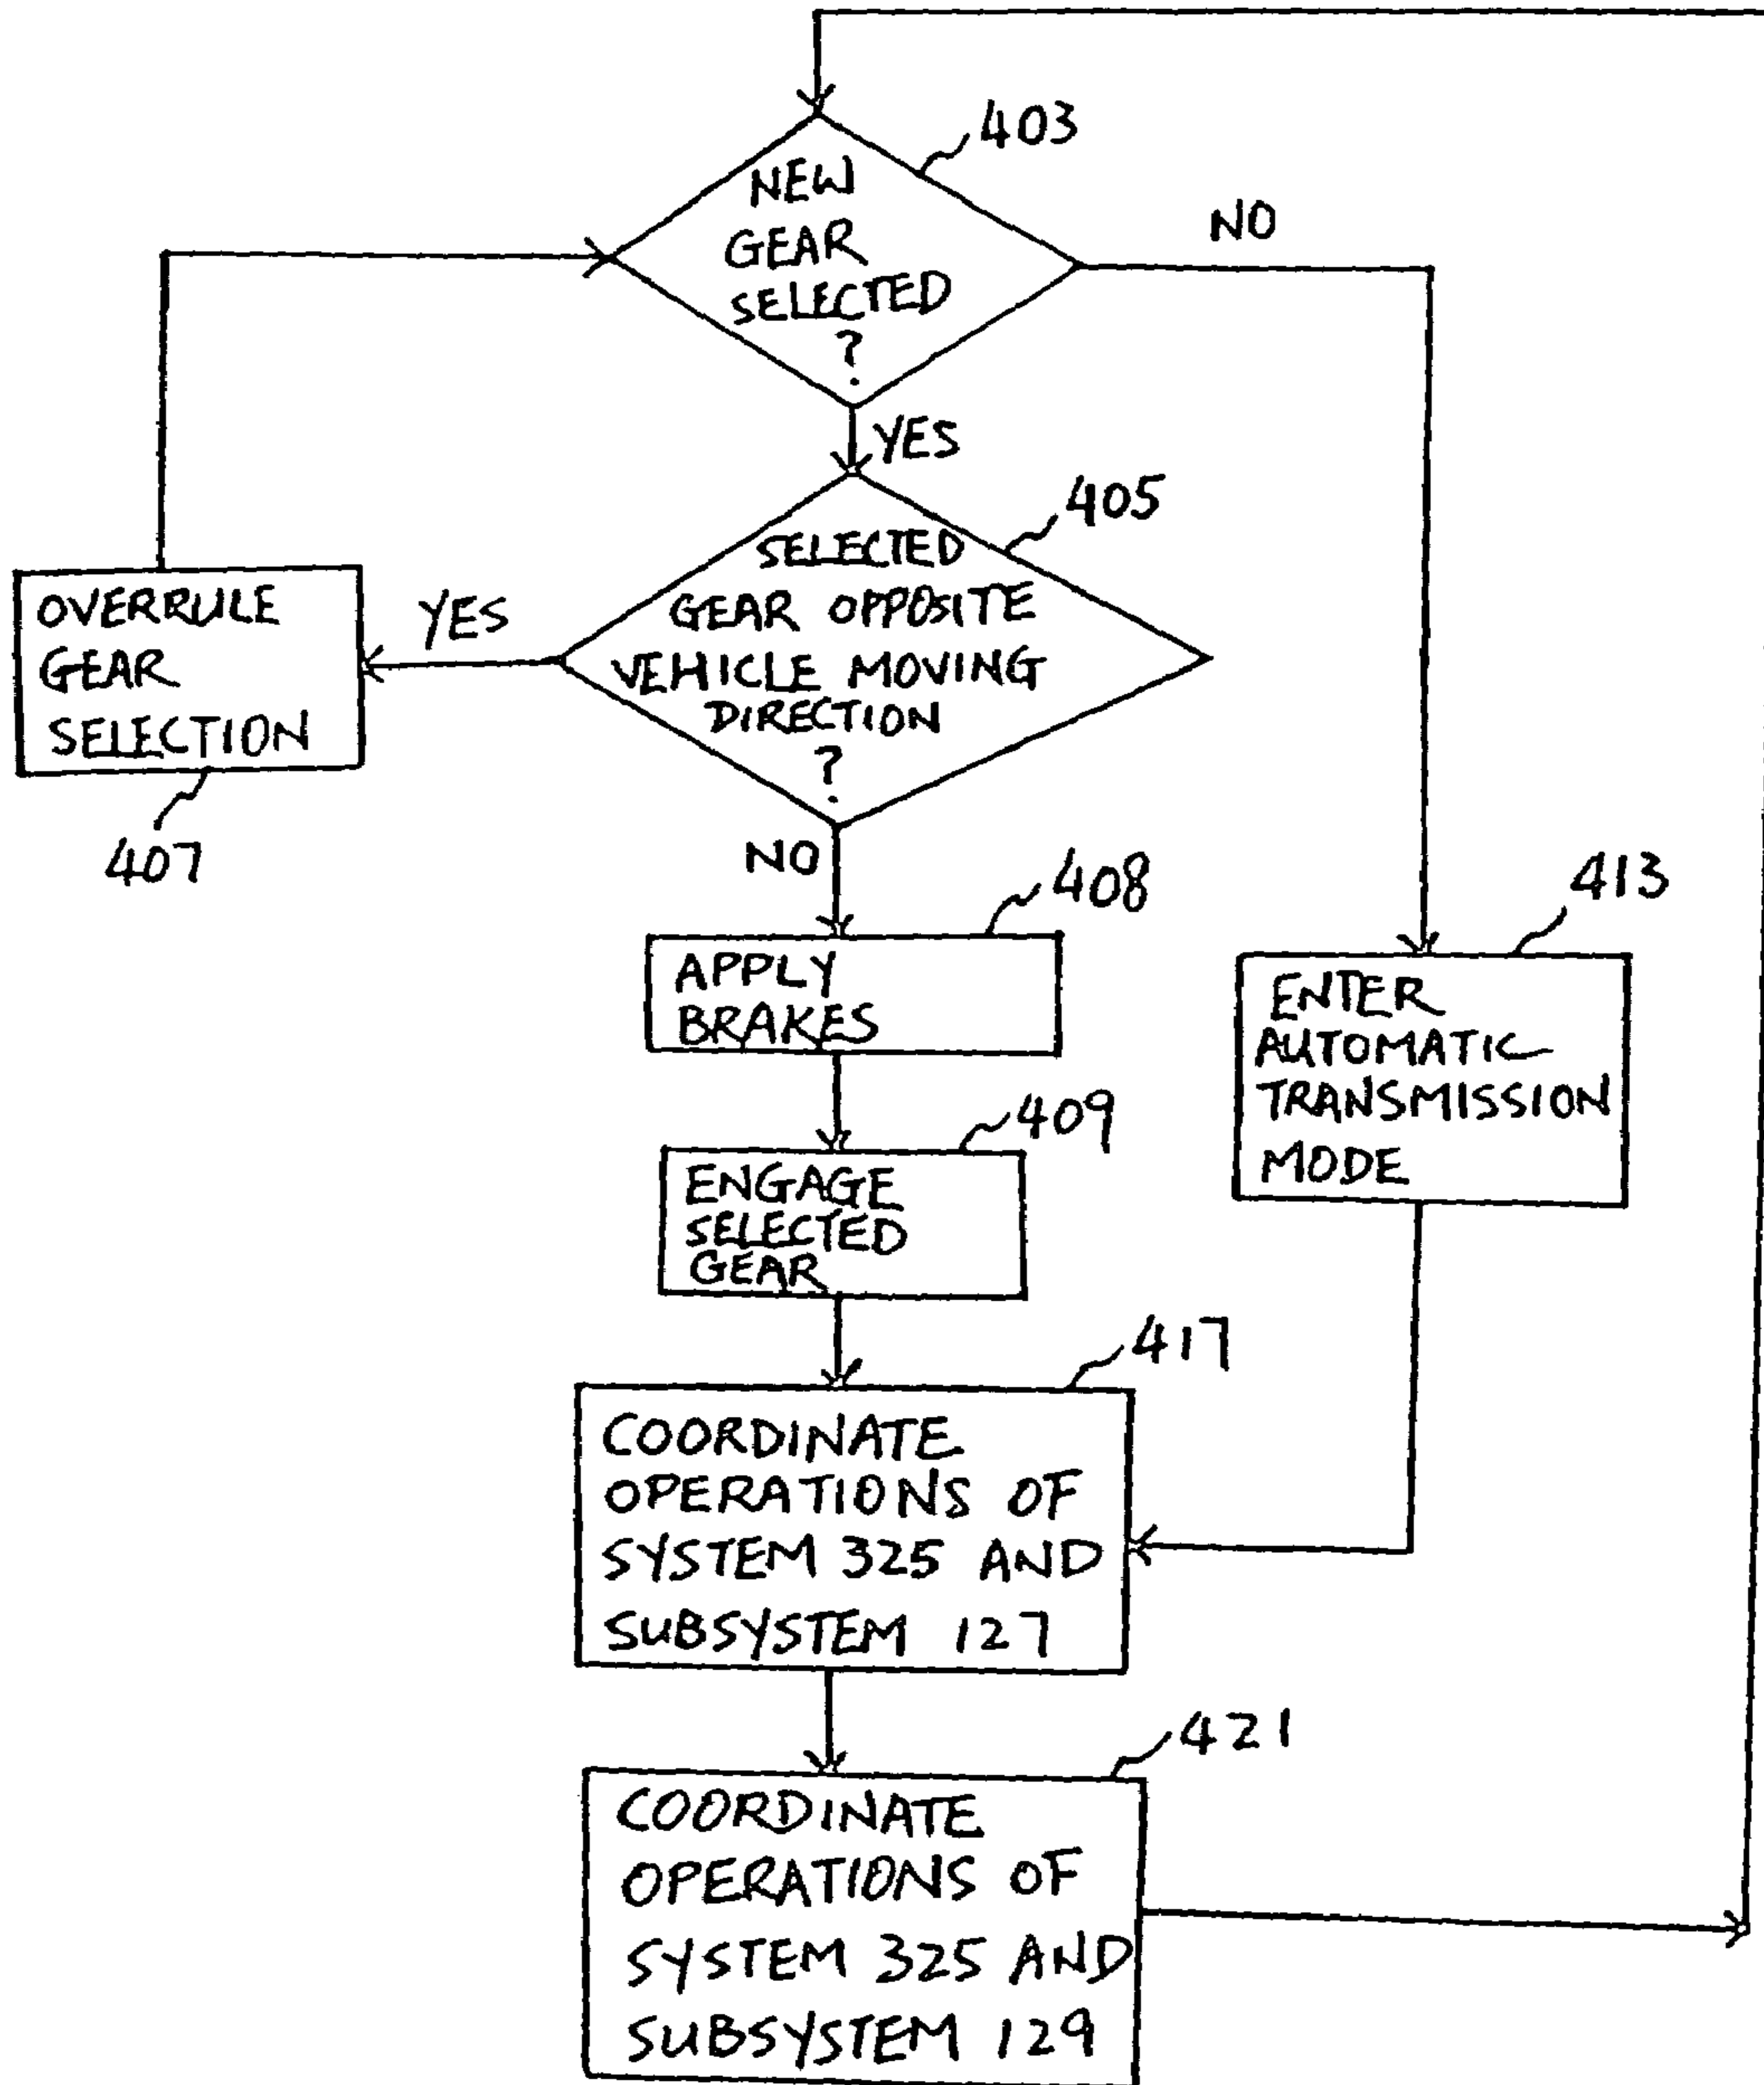 403
NEW
GEAR
SELECTED
?
NO
YES
405
SELECTED
GEAR OPPOSITE
VEHICLE MOVING
DIRECTION
?
YES
OVERRULE
GEAR
SELECTION
407
NO
408
APPLY
BRAKES
413
ENTER
AUTOMATIC
TRANSMISSION
MODE
409
ENGAGE
SELECTED
GEAR
417
COORDINATE
OPERATIONS OF
SYSTEM 325 AND
SUBSYSTEM 127
421
COORDINATE
OPERATIONS OF
SYSTEM 325 AND
SUBSYSTEM 129